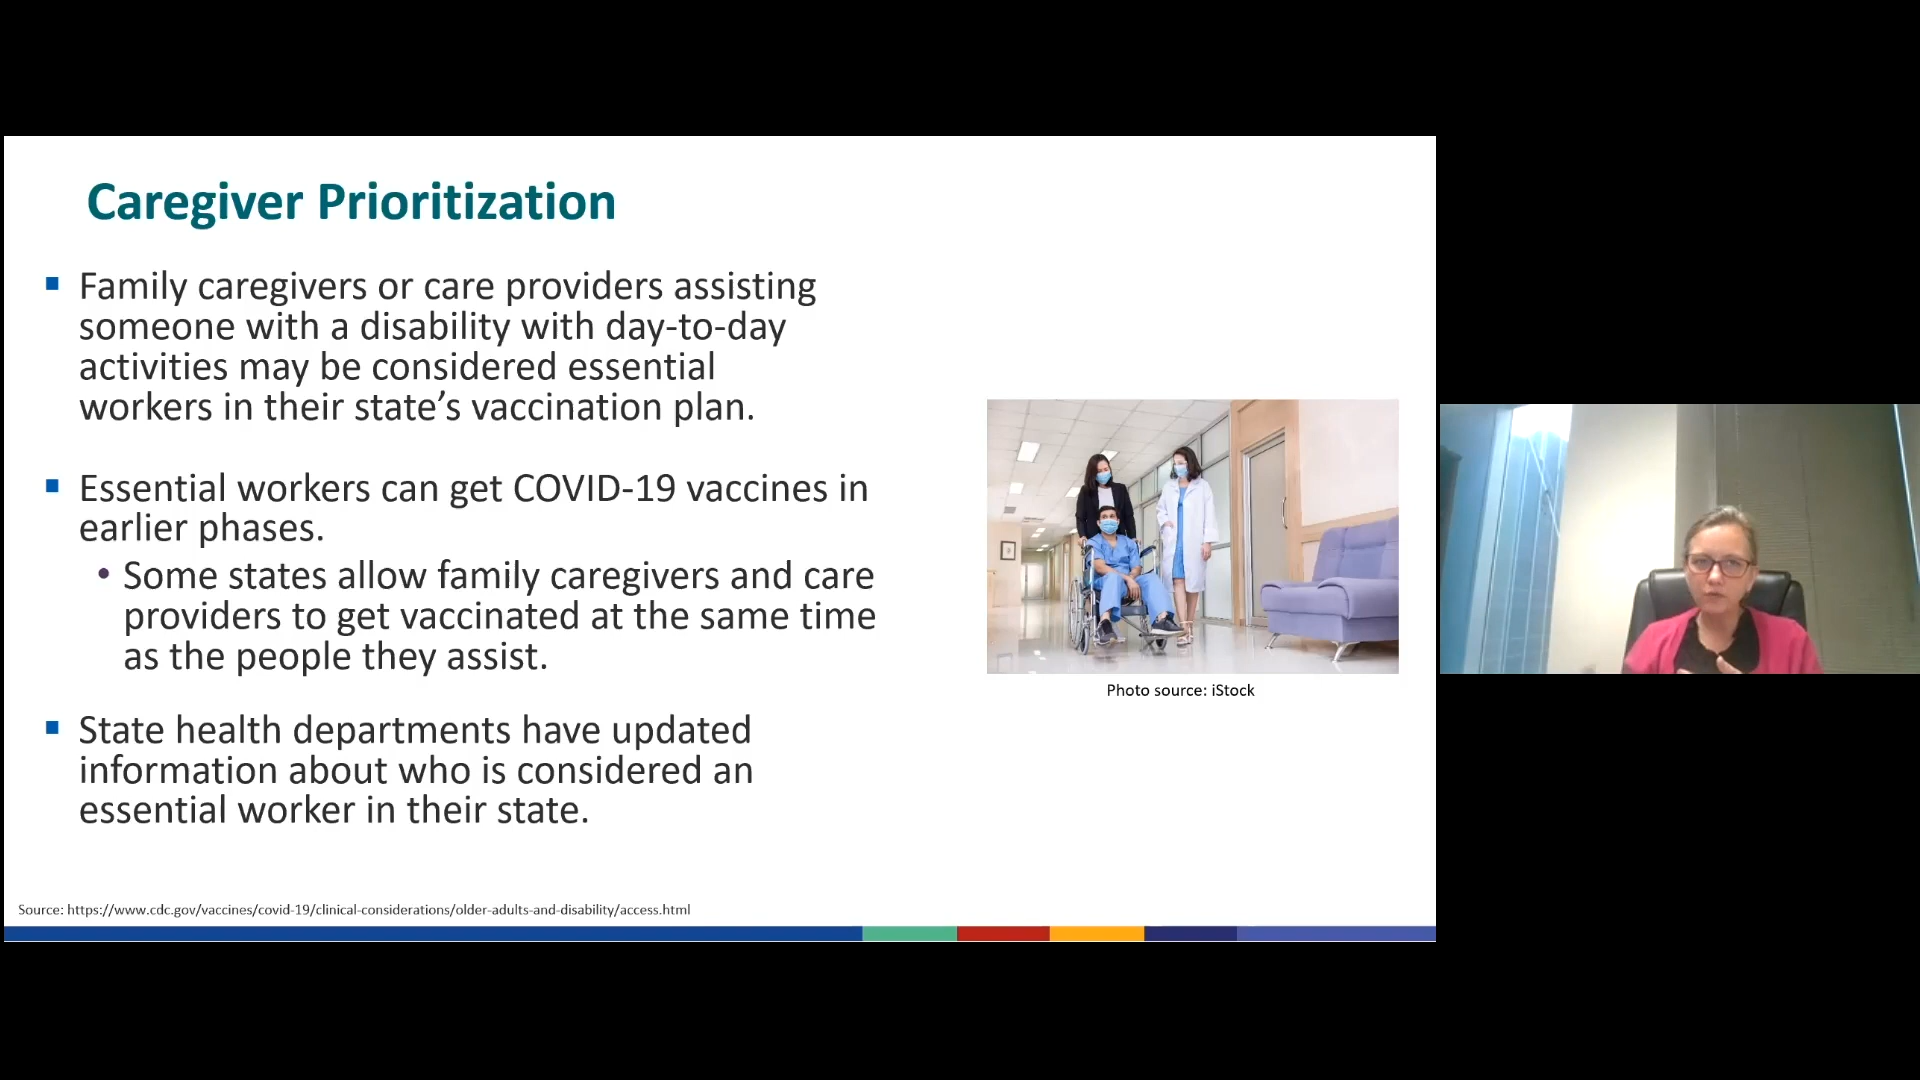 Caregiver Prioritization
Family caregivers or care providers assisting
someone with a disability with day-to-day
activities may be considered essential
workers in their state’s vaccination plan.
Essential workers can get COVID-19 vaccines in
earlier phases.
Some states allow family caregivers and care
providers to get vaccinated at the same time
as the people they assist.
State health departments have updated
information about who is considered an
essential worker in their state.
Photo source: iStock
Source: https://www.cdc.gov/vaccines/covid-19/clinical-considerations/older-adults-and-disability/access.html